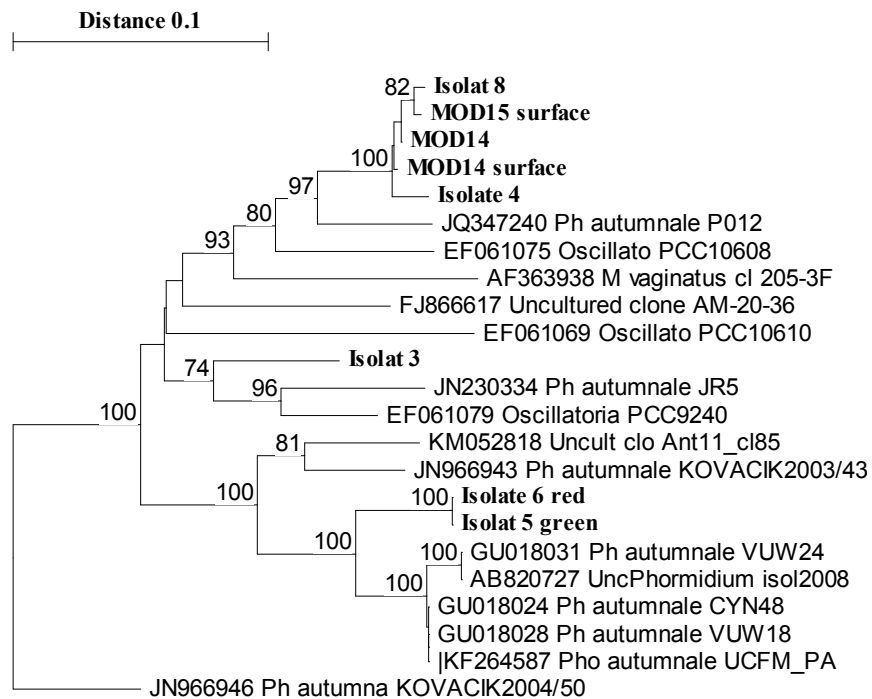 Distance 0.1
82
Isolat 8
MOD15 surface
MOD14
100
MOD14 surface
97
Isolate 4
80
JQ347240 Ph autumnale P012
93
EF061075 Oscillato PCC10608
AF363938 M vaginatus cl 205-3F
FJ866617 Uncultured clone AM-20-36
EF061069 Oscillato PCC10610
74
Isolat 3
96
JN230334 Ph autumnale JR5
100
EF061079 Oscillatoria PCC9240
81
KM052818 Uncult clo Ant11_cl85
JN966943 Ph autumnale KOVACIK2003/43
100
100
Isolate 6 red
Isolat 5 green
100
100
GU018031 Ph autumnale VUW24
100
AB820727 UncPhormidium isol2008
GU018024 Ph autumnale CYN48
GU018028 Ph autumnale VUW18
|KF264587 Pho autumnale UCFM_PA
JN966946 Ph autumna KOVACIK2004/50